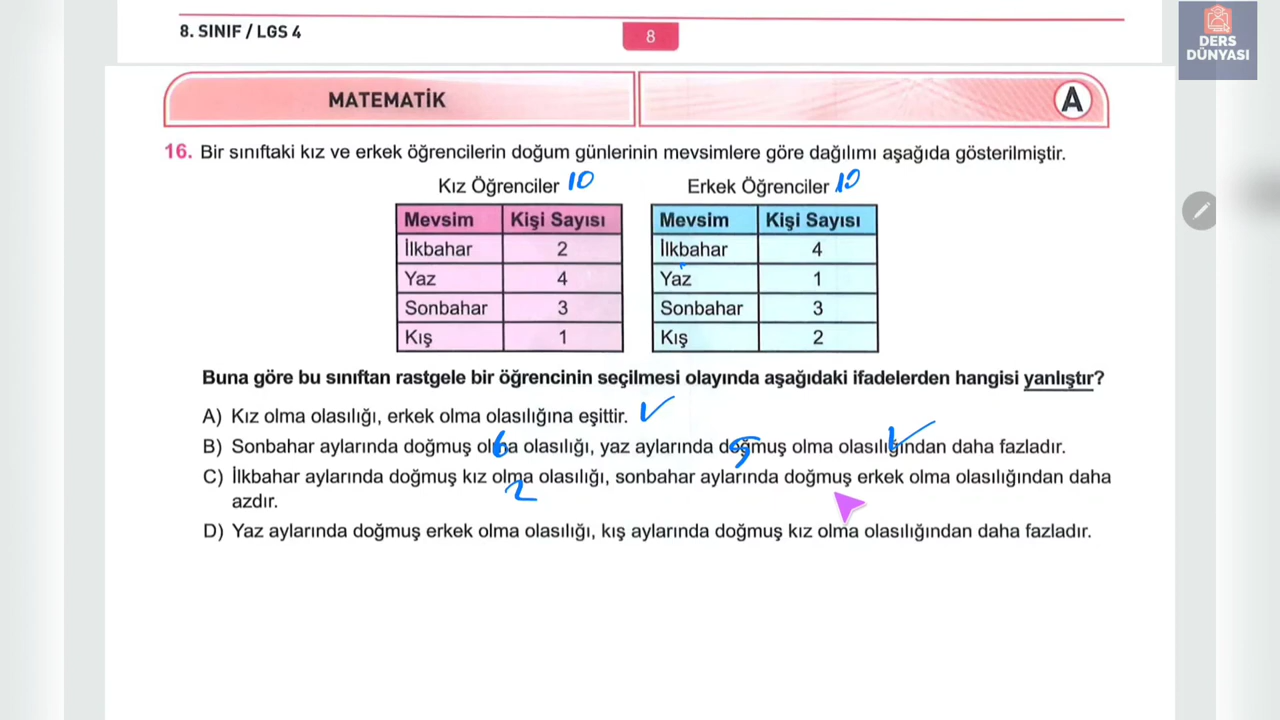 8. SINIF / LGS 4
8
DERS
DÜNYASI
MATEMATİK
A
16. Bir sınıftaki kız ve erkek öğrencilerin doğum günlerinin mevsimlere göre dağılımı aşağıda gösterilmiştir.
Kız Öğrenciler 10
Erkek Öğrenciler 10
Mevsim Kişi Sayısı
İlkbahar 2
Yaz 4
Sonbahar 3
Kış 1
Mevsim Kişi Sayısı
İlkbahar 4
Yaz 1
Sonbahar 3
Kış 2
Buna göre bu sınıftan rastgele bir öğrencinin seçilmesi olayında aşağıdaki ifadelerden hangisi yanlıştır?
A) Kız olma olasılığı, erkek olma olasılığına eşittir.
B) Sonbahar aylarında doğmuş olma olasılığı, yaz aylarında doğmuş olma olasılığından daha fazladır.
6 5
C) İlkbahar aylarında doğmuş kız olma olasılığı, sonbahar aylarında doğmuş erkek olma olasılığından daha
azdır.
2
D) Yaz aylarında doğmuş erkek olma olasılığı, kış aylarında doğmuş kız olma olasılığından daha fazladır.